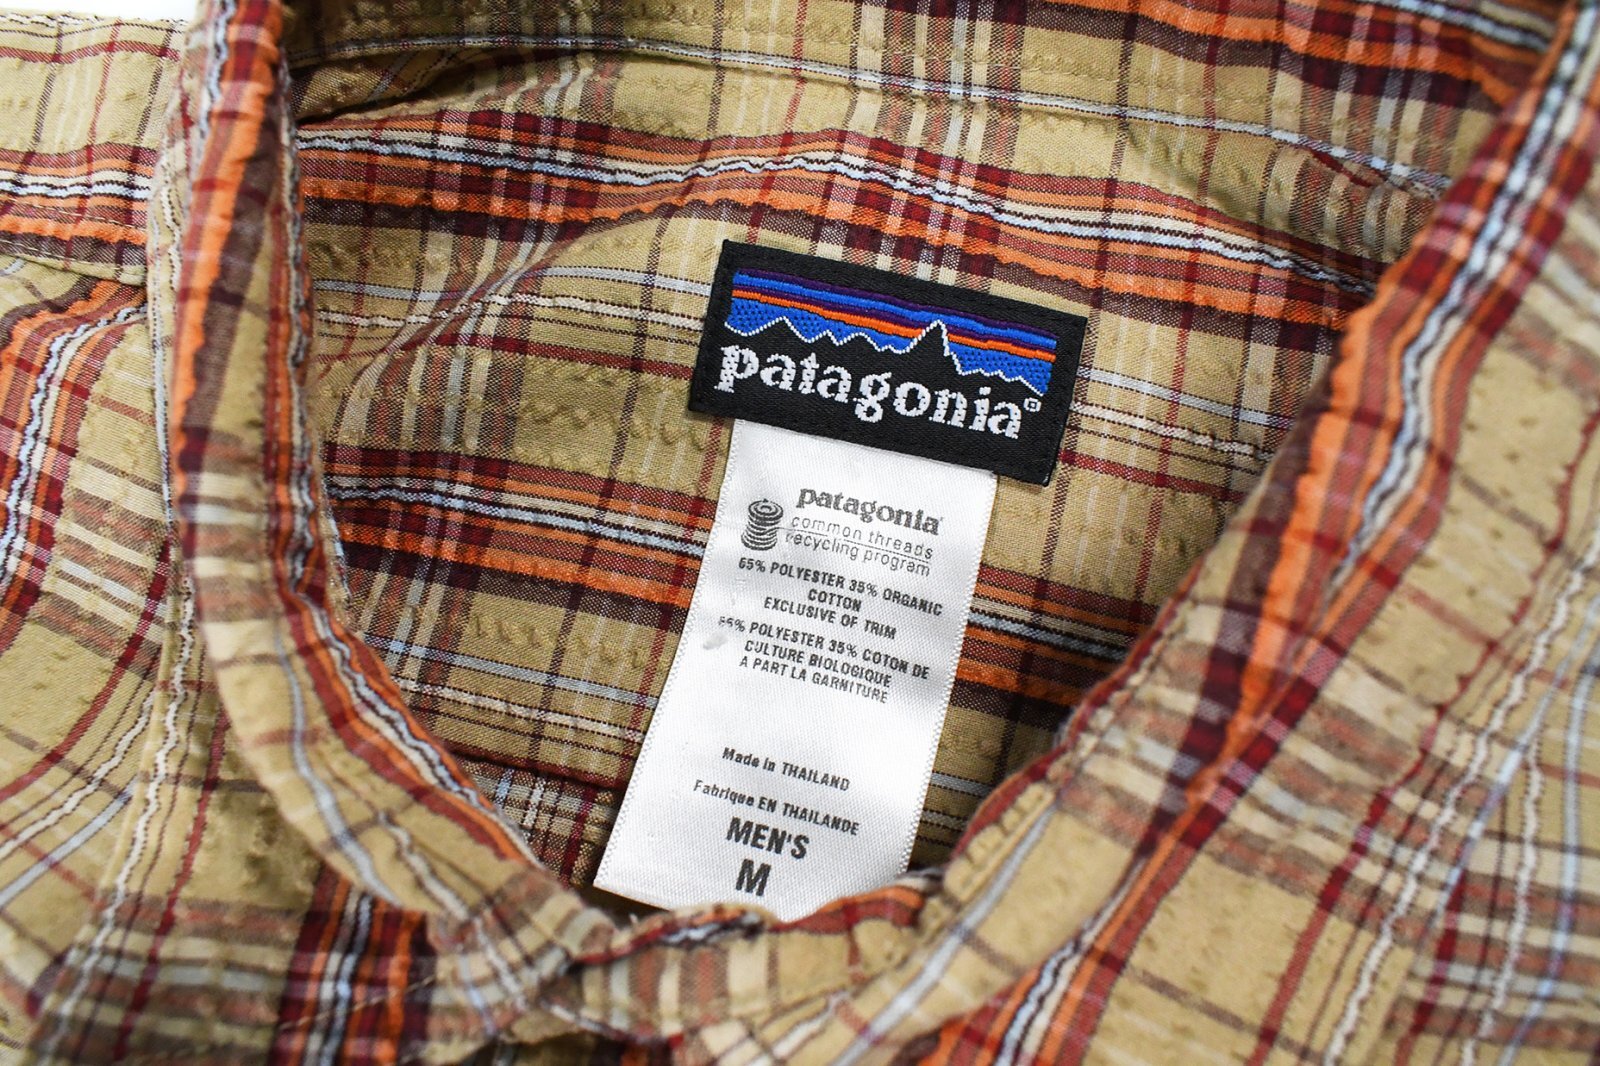 patagonia®
patagonia®
common threads
recycling program
65% POLYESTER 35% ORGANIC
COTTON
EXCLUSIVE OF TRIM
65% POLYESTER 35% COTON DE
CULTURE BIOLOGIQUE
A PART LA GARNITURE
Made in THAILAND
Fabrique EN THAILANDE
MEN'S
M